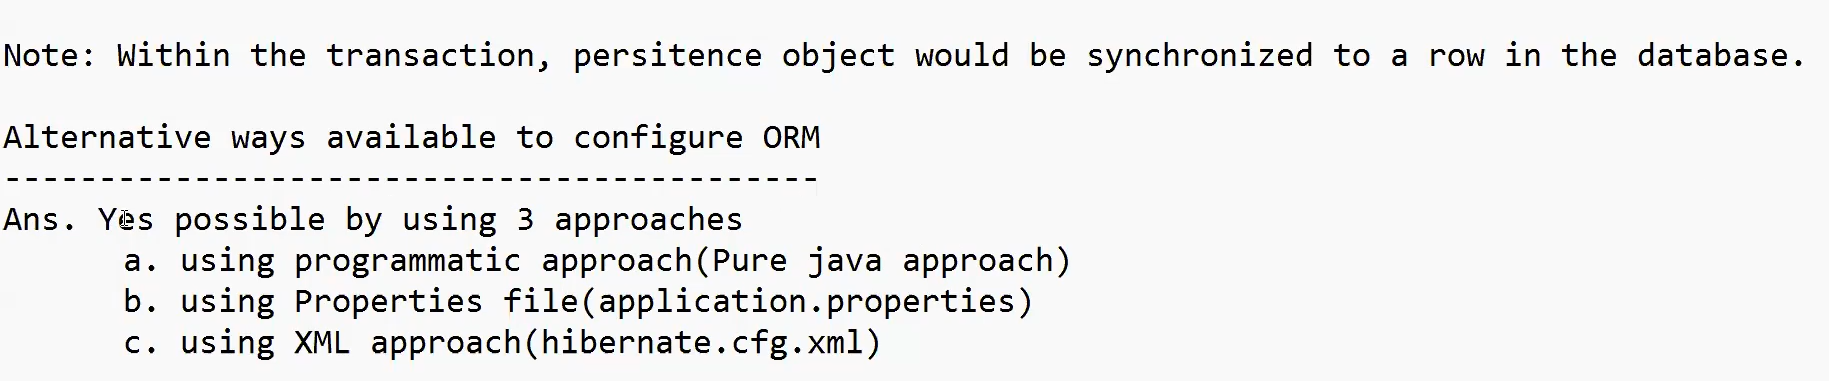 Note: Within the transaction, persitence object would be synchronized to a row in the database.
Alternative ways available to configure ORM
-------------------------------------------
Ans. Yes possible by using 3 approaches
a. using programmatic approach(Pure java approach)
b. using Properties file(application.properties)
c. using XML approach(hibernate.cfg.xml)